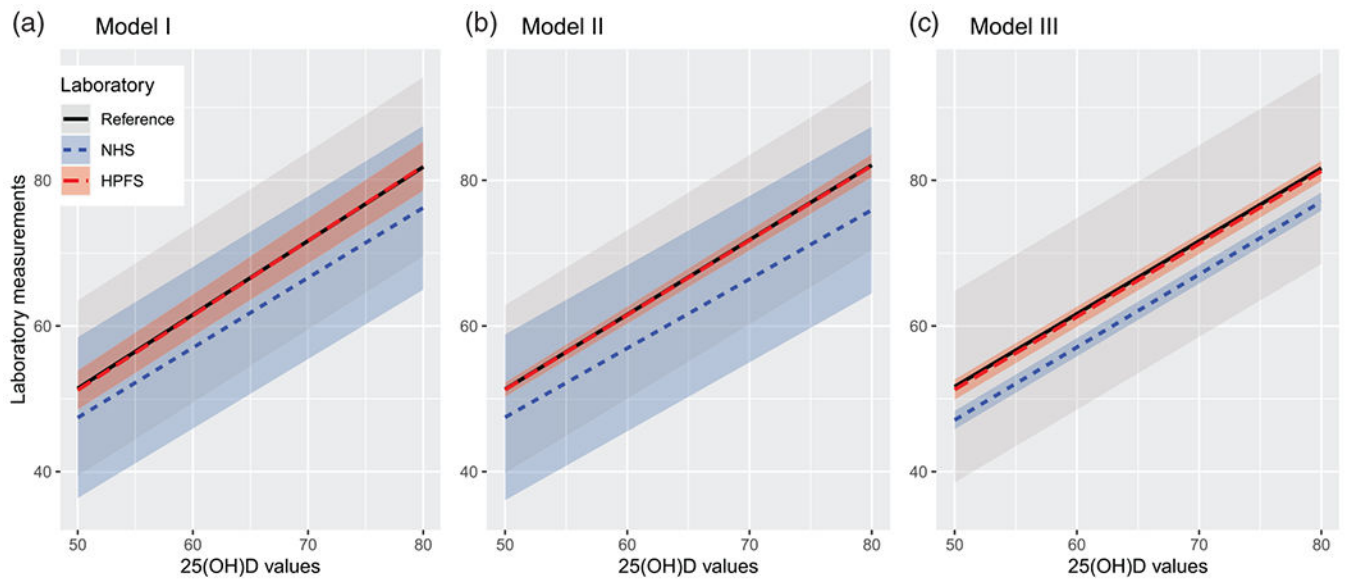 (a) Model I
(b) Model II
(c) Model III
Laboratory
Reference
NHS
HPFS
Laboratory measurements
80
60
40
50 60 70 80
25(OH)D values
80
60
40
50 60 70 80
25(OH)D values
80
60
40
50 60 70 80
25(OH)D values